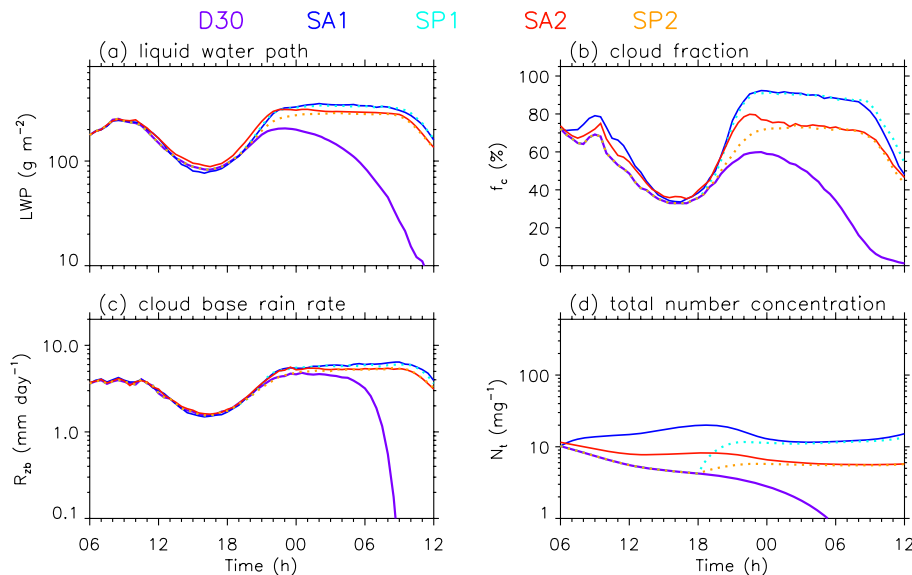 D30 SA1 SP1 SA2 SP2
(a) liquid water path
(b) cloud fraction
100
10
LWP (g m⁻²)
100
80
60
40
20
0
f_c (%)
(c) cloud base rain rate
(d) total number concentration
10.0
1.0
0.1
R_zb (mm day⁻¹)
100
10
1
N_t (mg⁻¹)
06 12 18 00 06 12
06 12 18 00 06 12
Time (h)
Time (h)